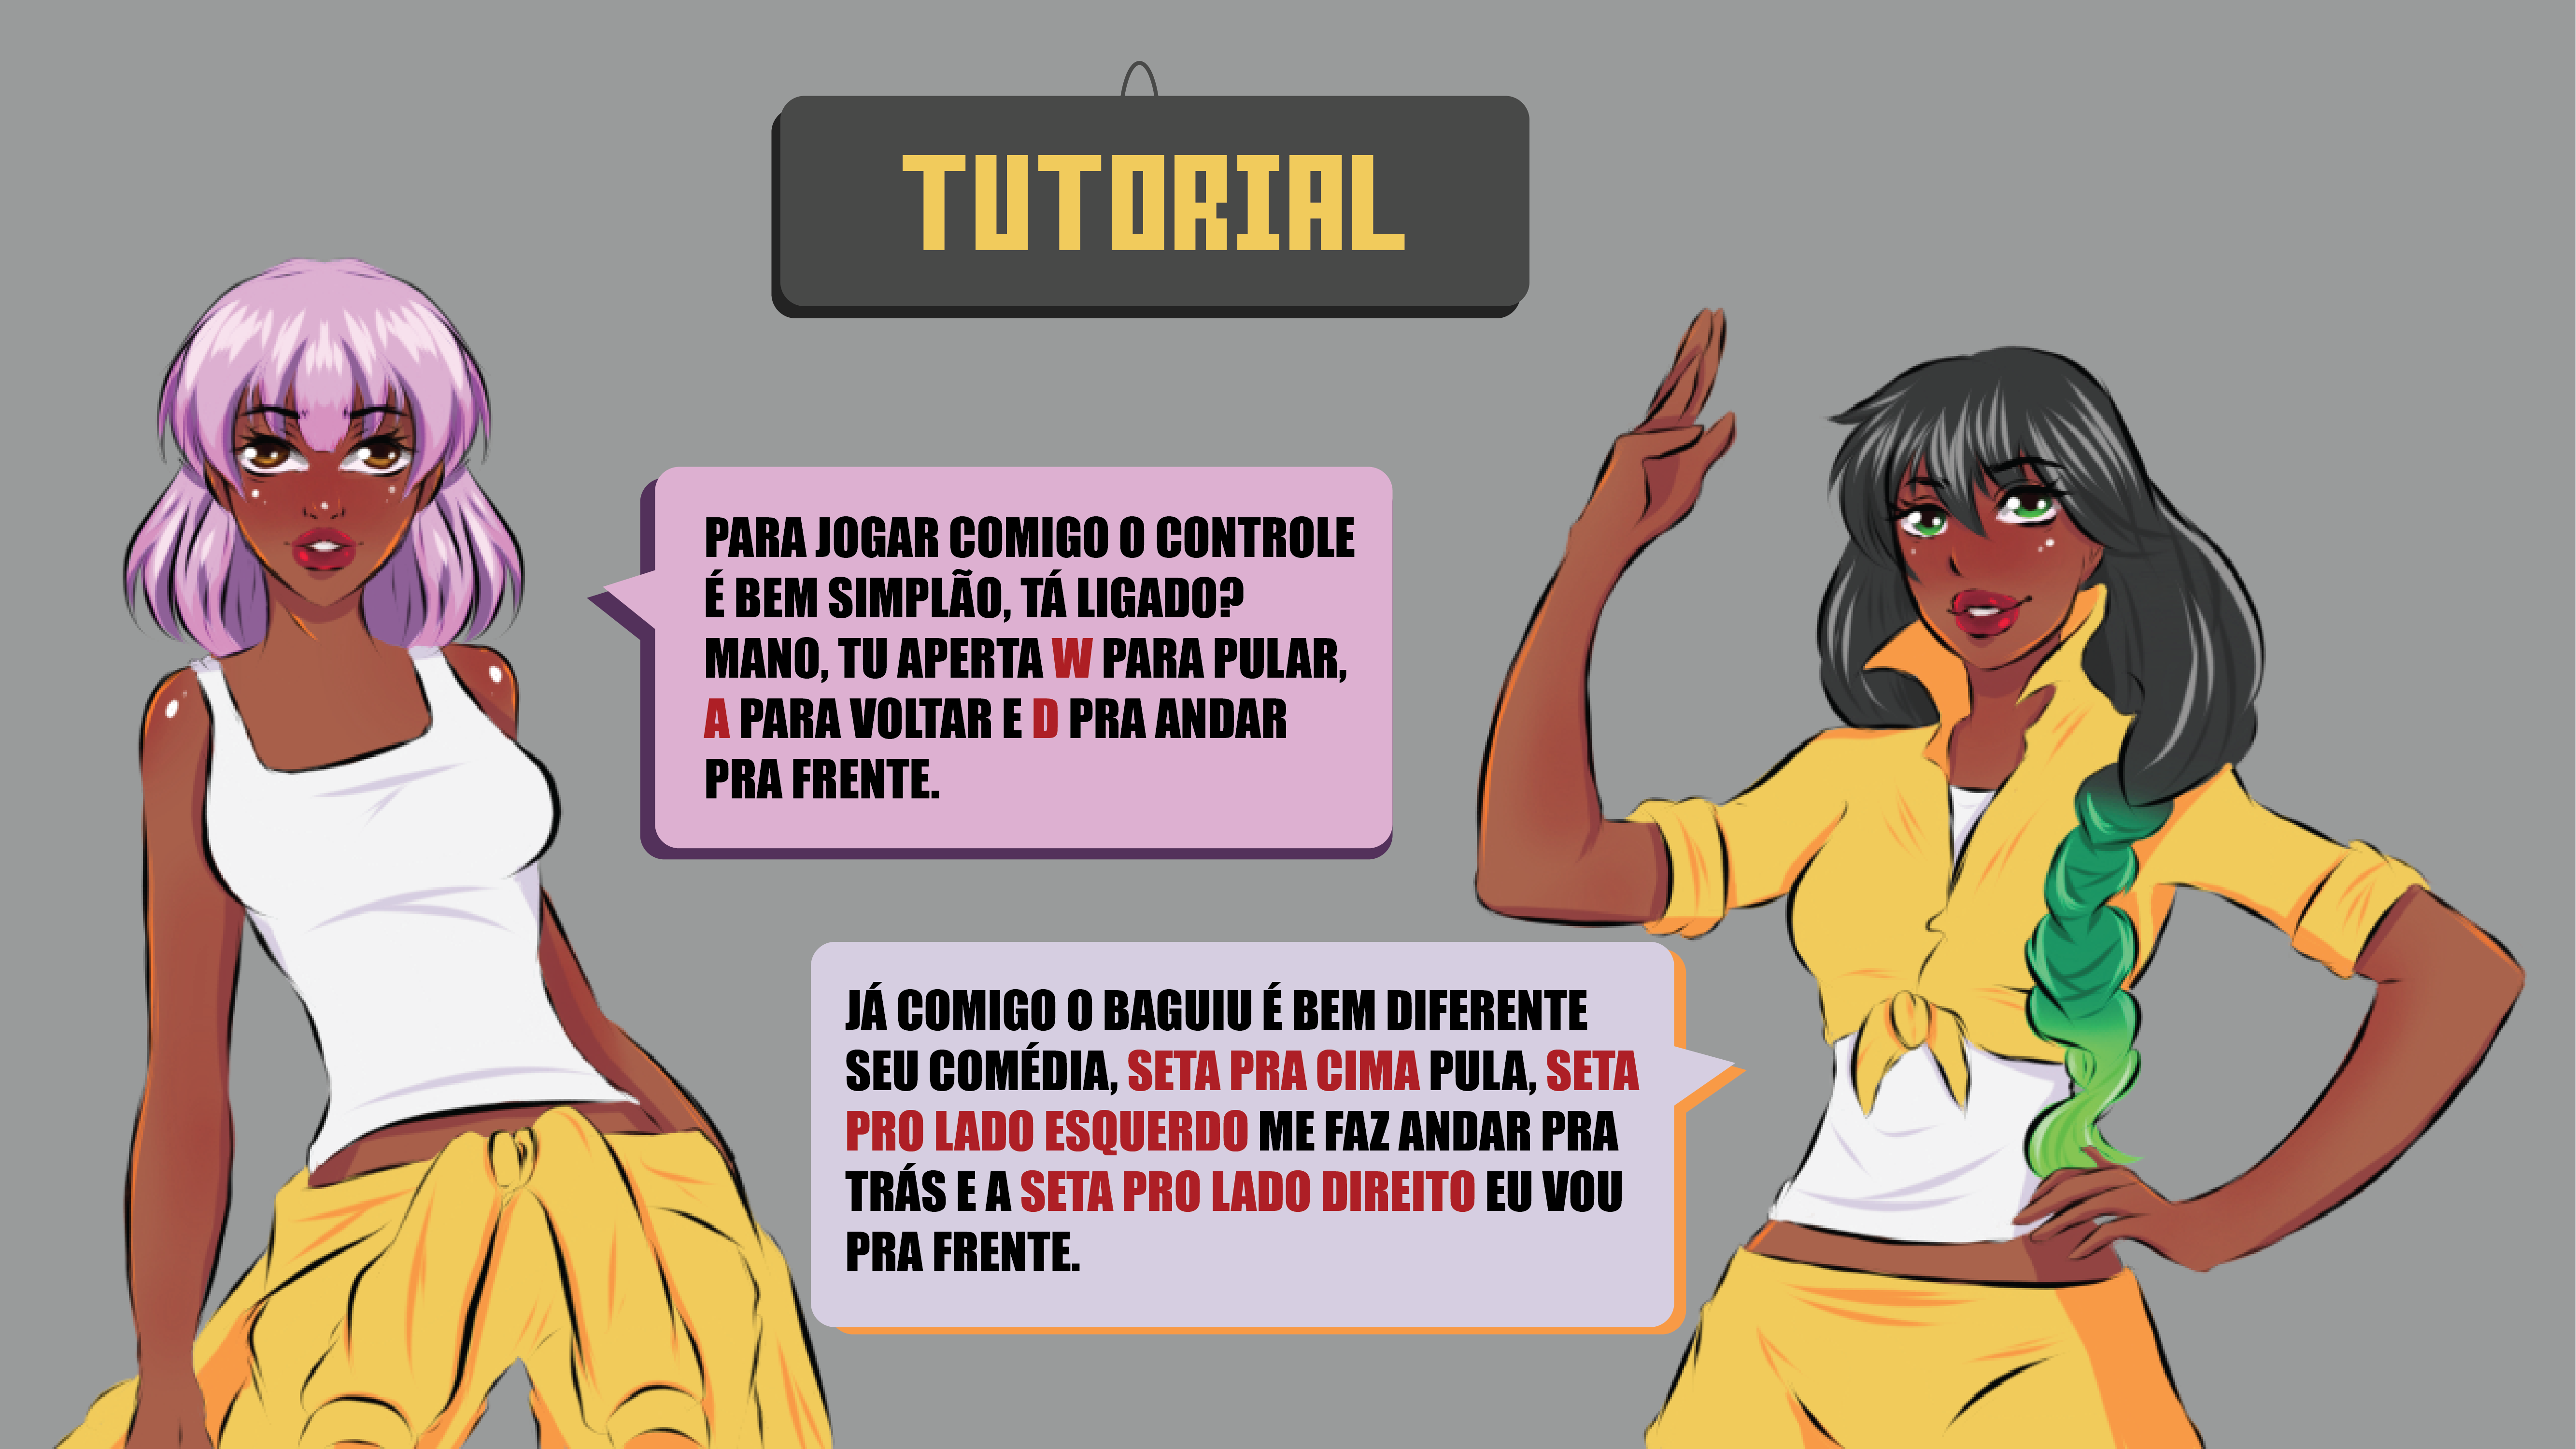 TUTORIAL
PARA JOGAR COMIGO O CONTROLE
É BEM SIMPLÃO, TÁ LIGADO?
MANO, TU APERTA W PARA PULAR,
A PARA VOLTAR E D PRA ANDAR
PRA FRENTE.
JÁ COMIGO O BAGUIU É BEM DIFERENTE
SEU COMÉDIA, SETA PRA CIMA PULA, SETA
PRO LADO ESQUERDO ME FAZ ANDAR PRA
TRÁS E A SETA PRO LADO DIREITO EU VOU
PRA FRENTE.